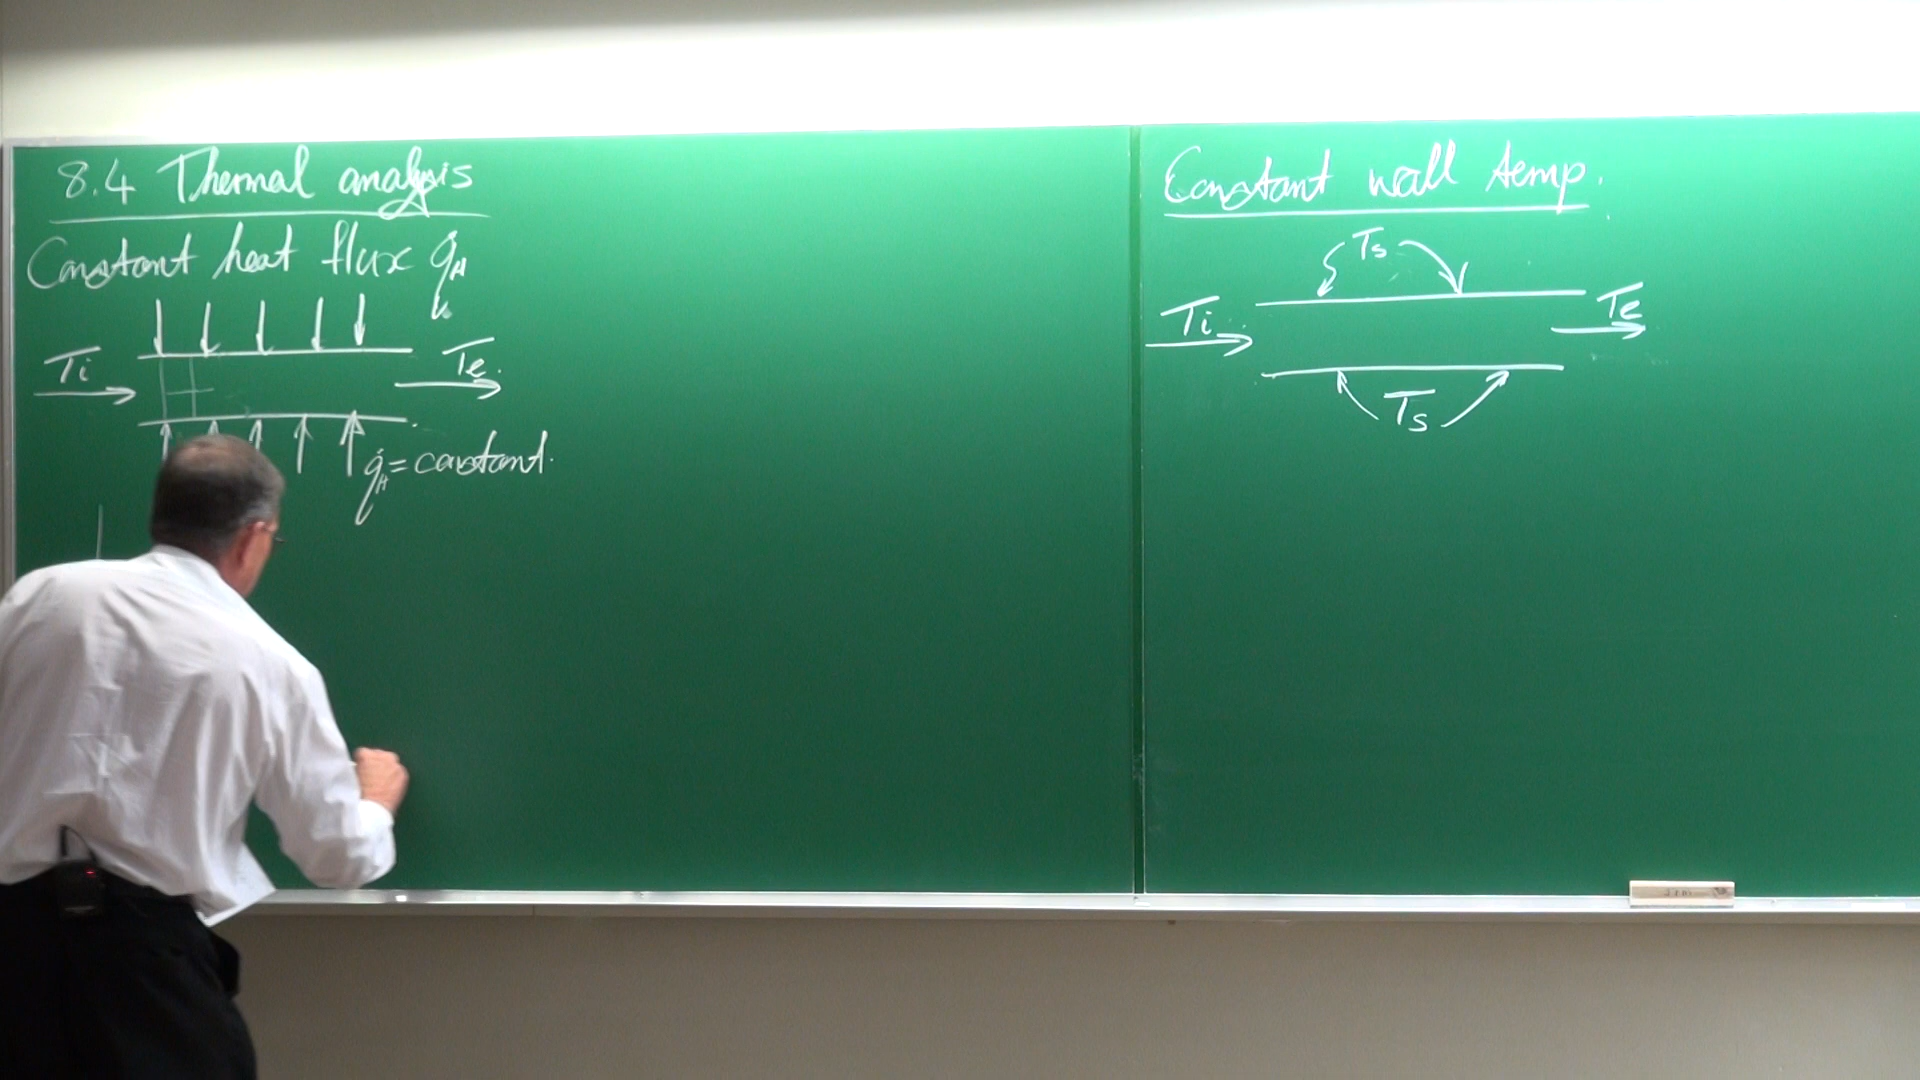 8.4 Thermal analysis
Constant heat flux q̇ₕ
Ti
Te.
q̇ₕ = constant.
Constant wall temp.
Ts
Ti
Te
Ts